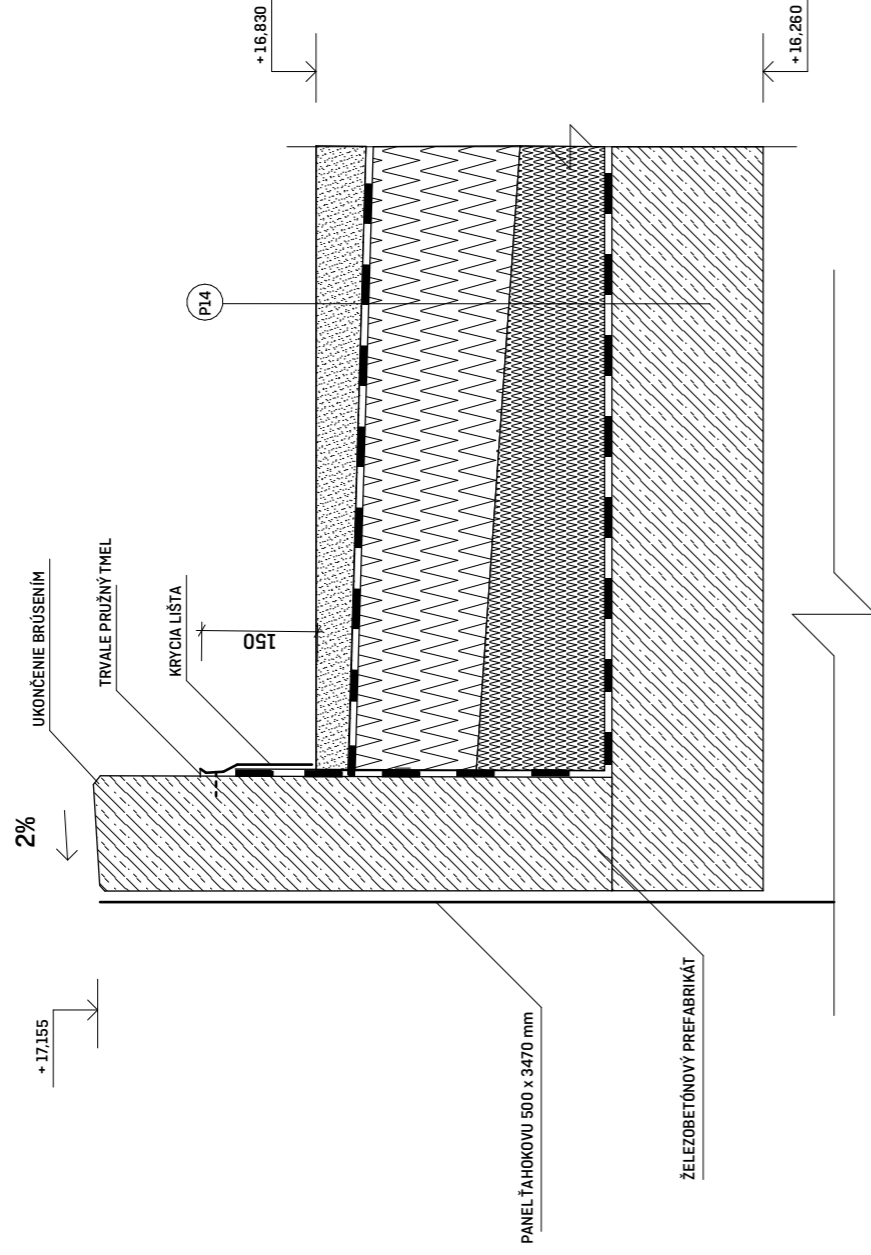 +16,830
+16,260
P14
UKONČENIE BRÚSENÍM
TRVALE PRUŽNÝ TMEL
KRYCIA LIŠTA
150
2%
+17,155
PANEL ŤAHOKOVU 500 x 3470 mm
ŽELEZOBETÓNOVÝ PREFABRIKÁT